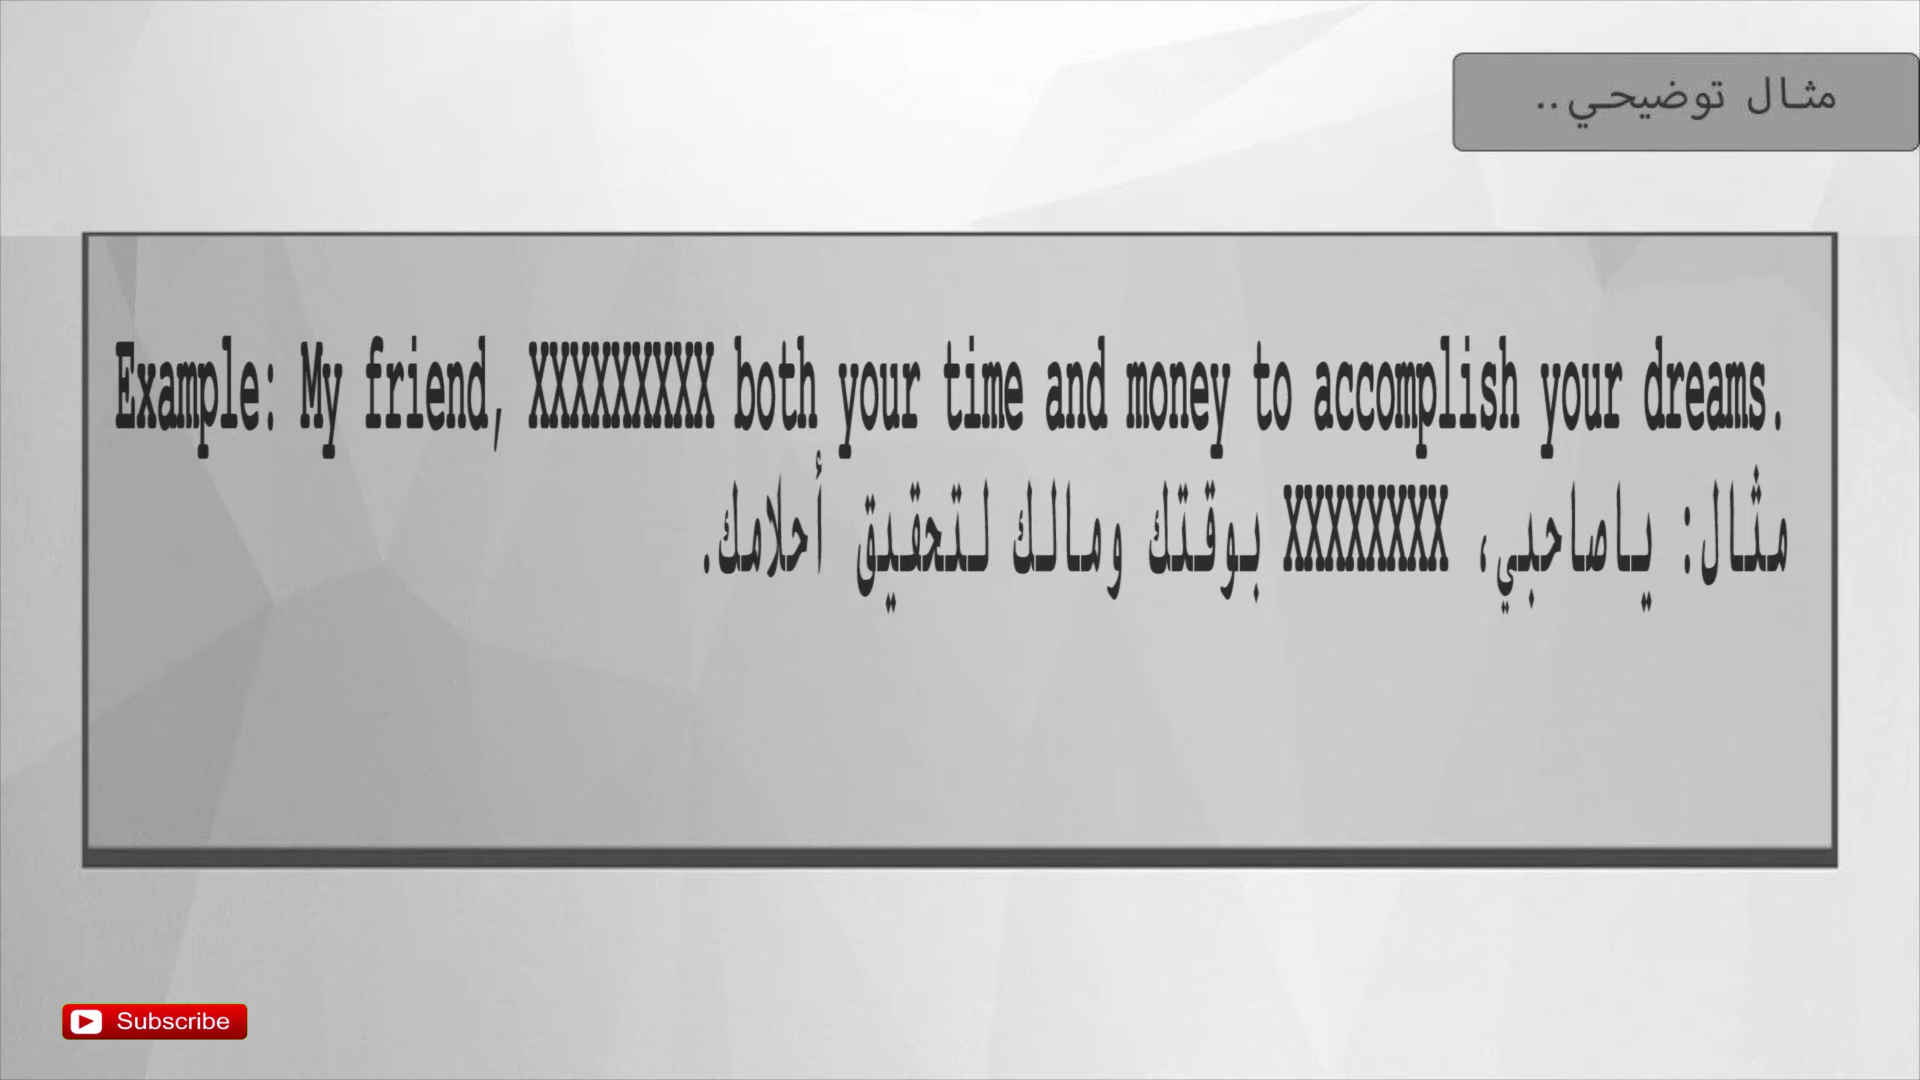 مثال توضيحي..
Example: My friend, XXXXXXXXX both your time and money to accomplish your dreams.
مثال: ياصاحبي، XXXXXXXX بوقتك ومالك لتحقيق أحلامك.
Subscribe